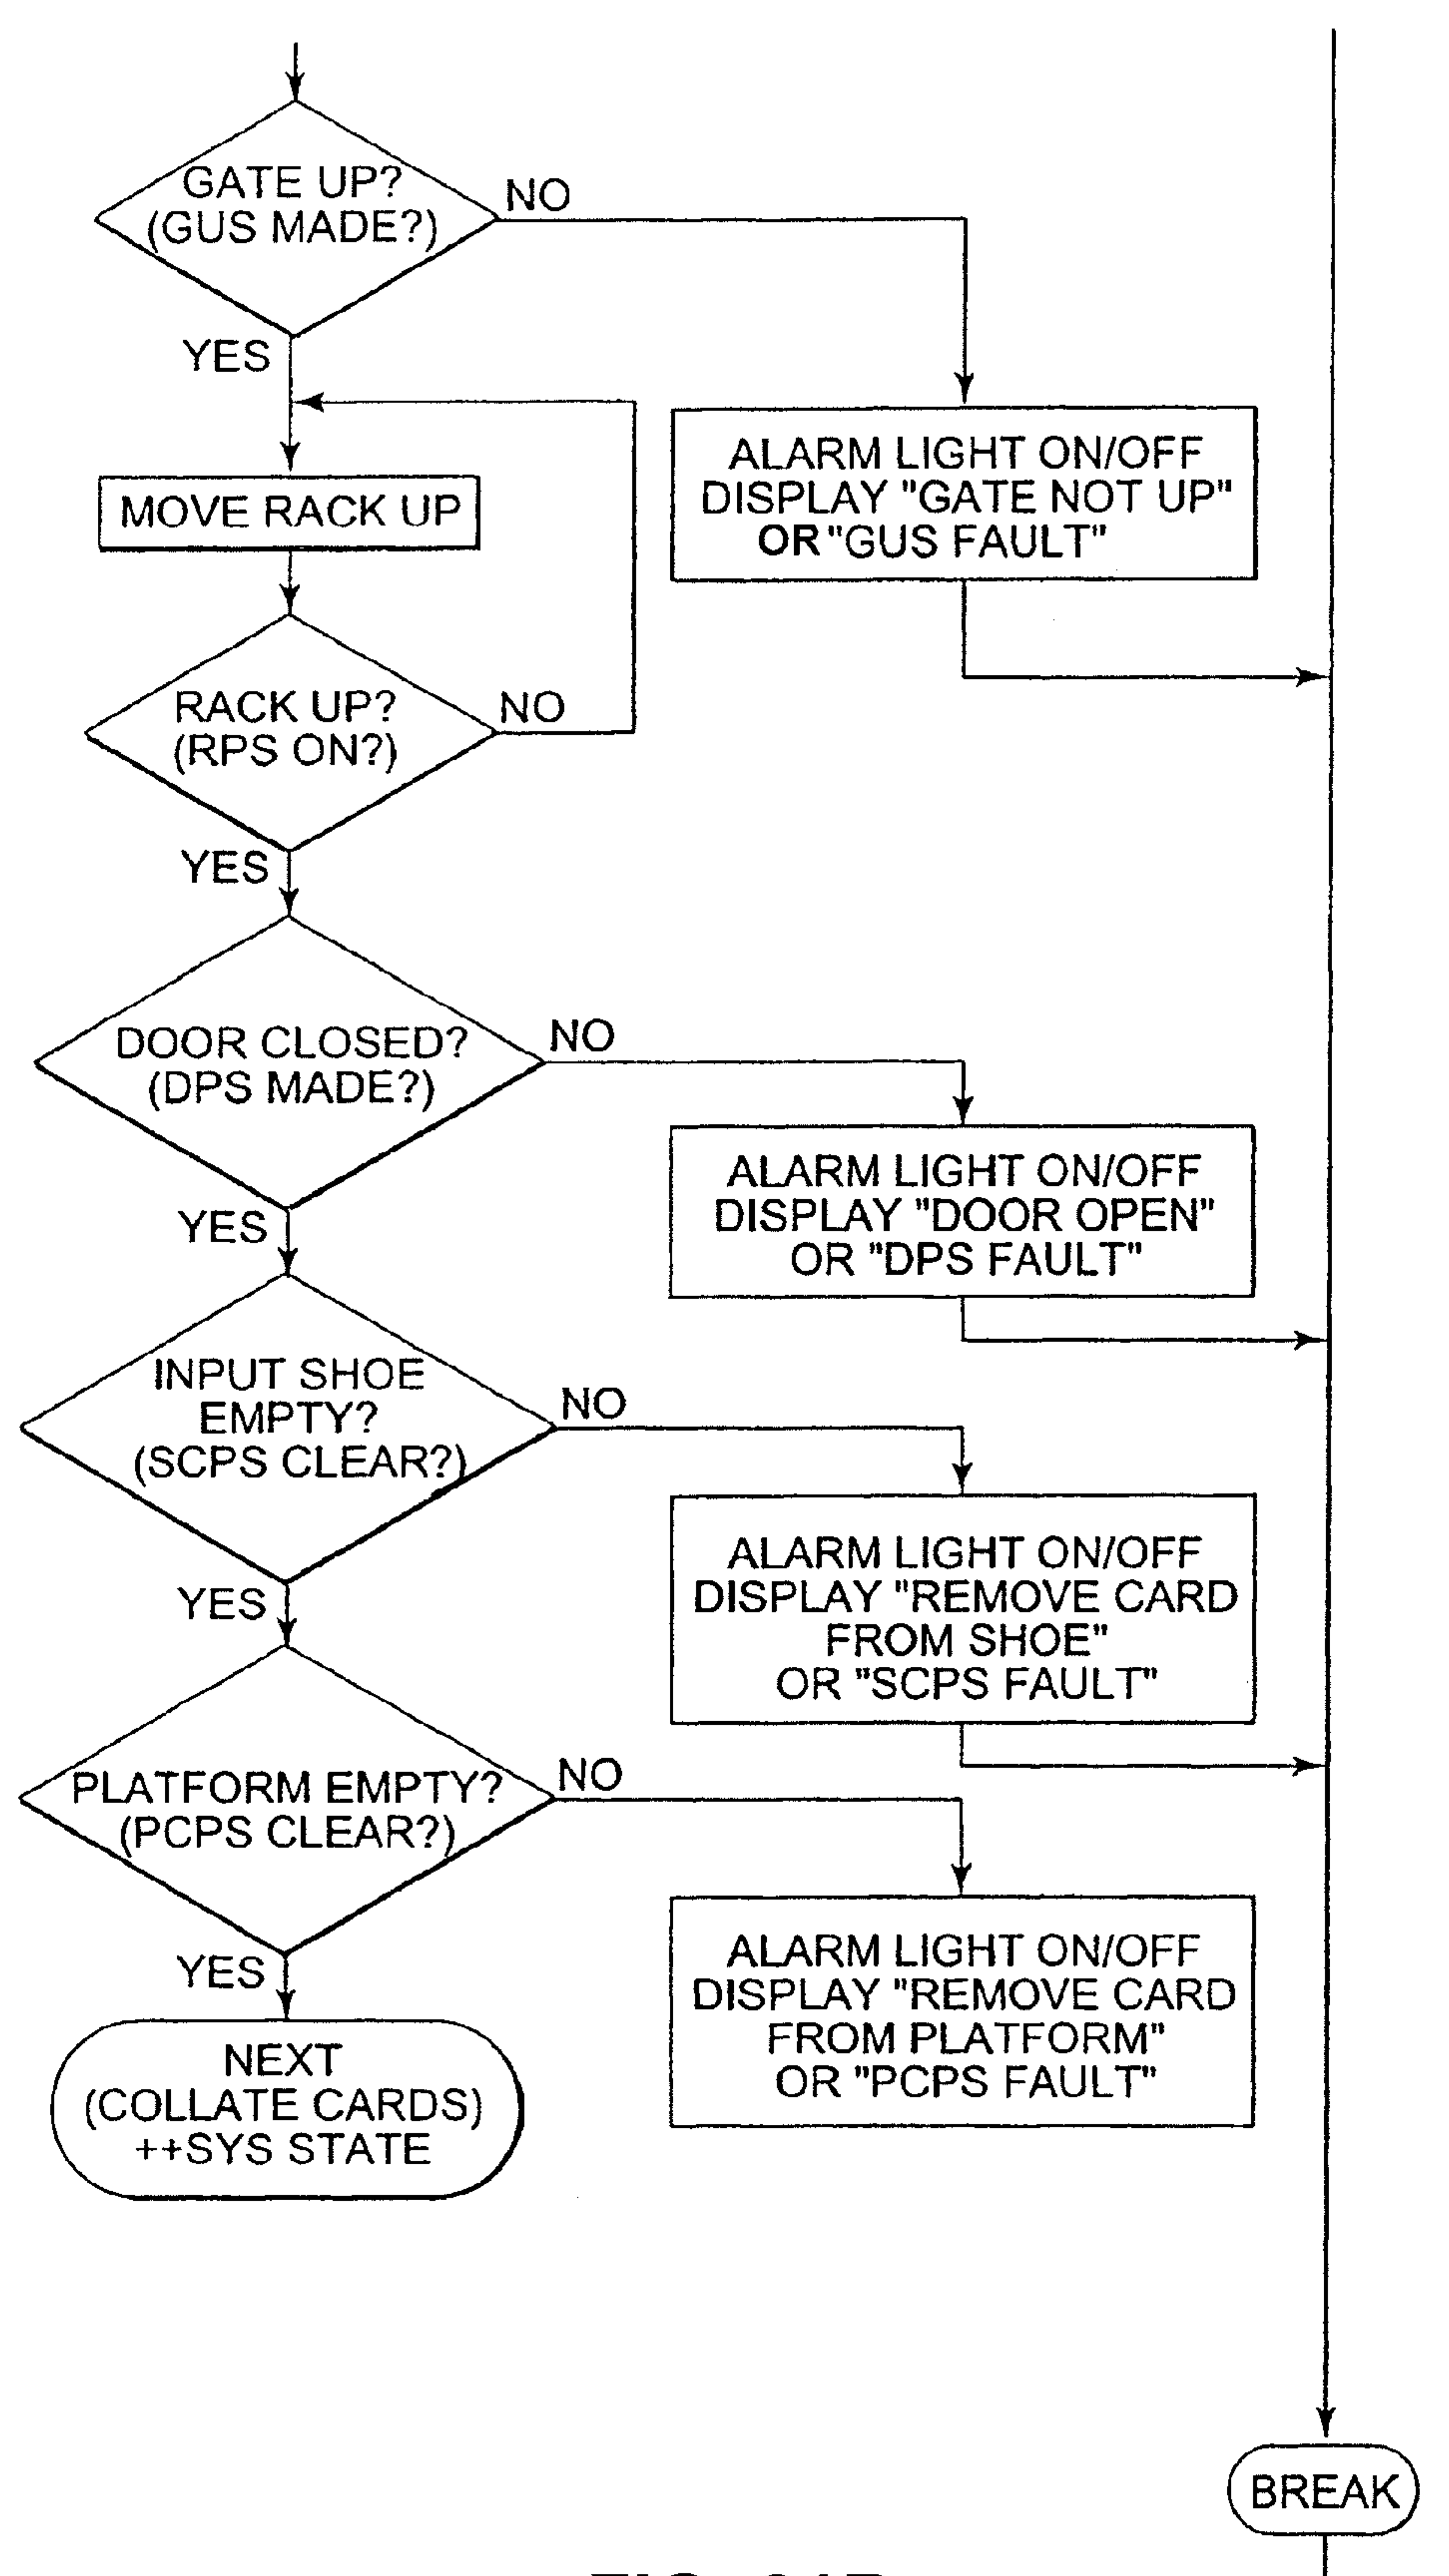 GATE UP?
(GUS MADE?)
NO
YES
ALARM LIGHT ON/OFF
DISPLAY "GATE NOT UP"
OR "GUS FAULT"
MOVE RACK UP
RACK UP?
(RPS ON?)
NO
YES
DOOR CLOSED?
(DPS MADE?)
NO
YES
ALARM LIGHT ON/OFF
DISPLAY "DOOR OPEN"
OR "DPS FAULT"
INPUT SHOE
EMPTY?
(SCPS CLEAR?)
NO
YES
ALARM LIGHT ON/OFF
DISPLAY "REMOVE CARD
FROM SHOE"
OR "SCPS FAULT"
PLATFORM EMPTY?
(PCPS CLEAR?)
NO
YES
ALARM LIGHT ON/OFF
DISPLAY "REMOVE CARD
FROM PLATFORM"
OR "PCPS FAULT"
NEXT
(COLLATE CARDS)
++SYS STATE
BREAK